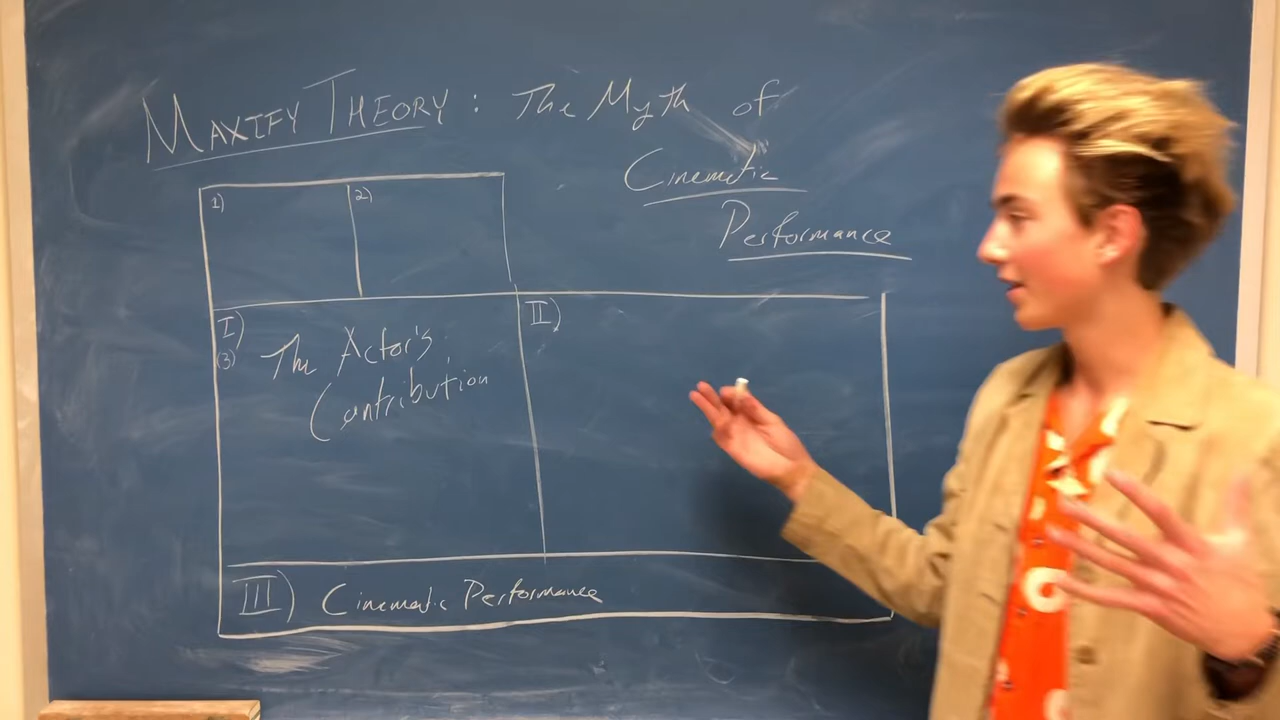 MAXIFY THEORY: The Myth of
Cinematic
Performance
1) 2)
I) II)
(3) The Actor's
Contribution
III) Cinematic Performance